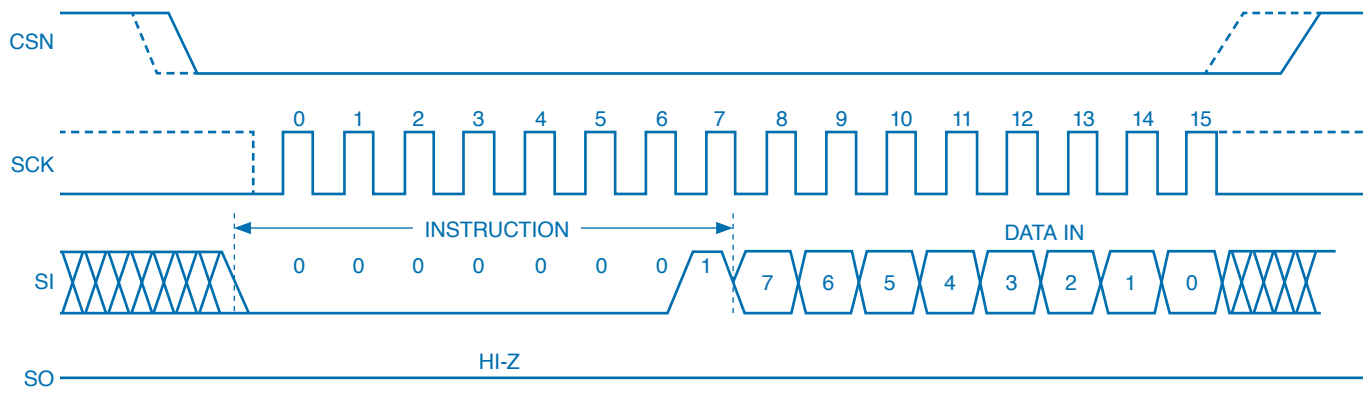 CSN
0 1 2 3 4 5 6 7 8 9 10 11 12 13 14 15
SCK
INSTRUCTION DATA IN
0 0 0 0 0 0 0 1
SI 7 6 5 4 3 2 1 0
HI-Z
SO